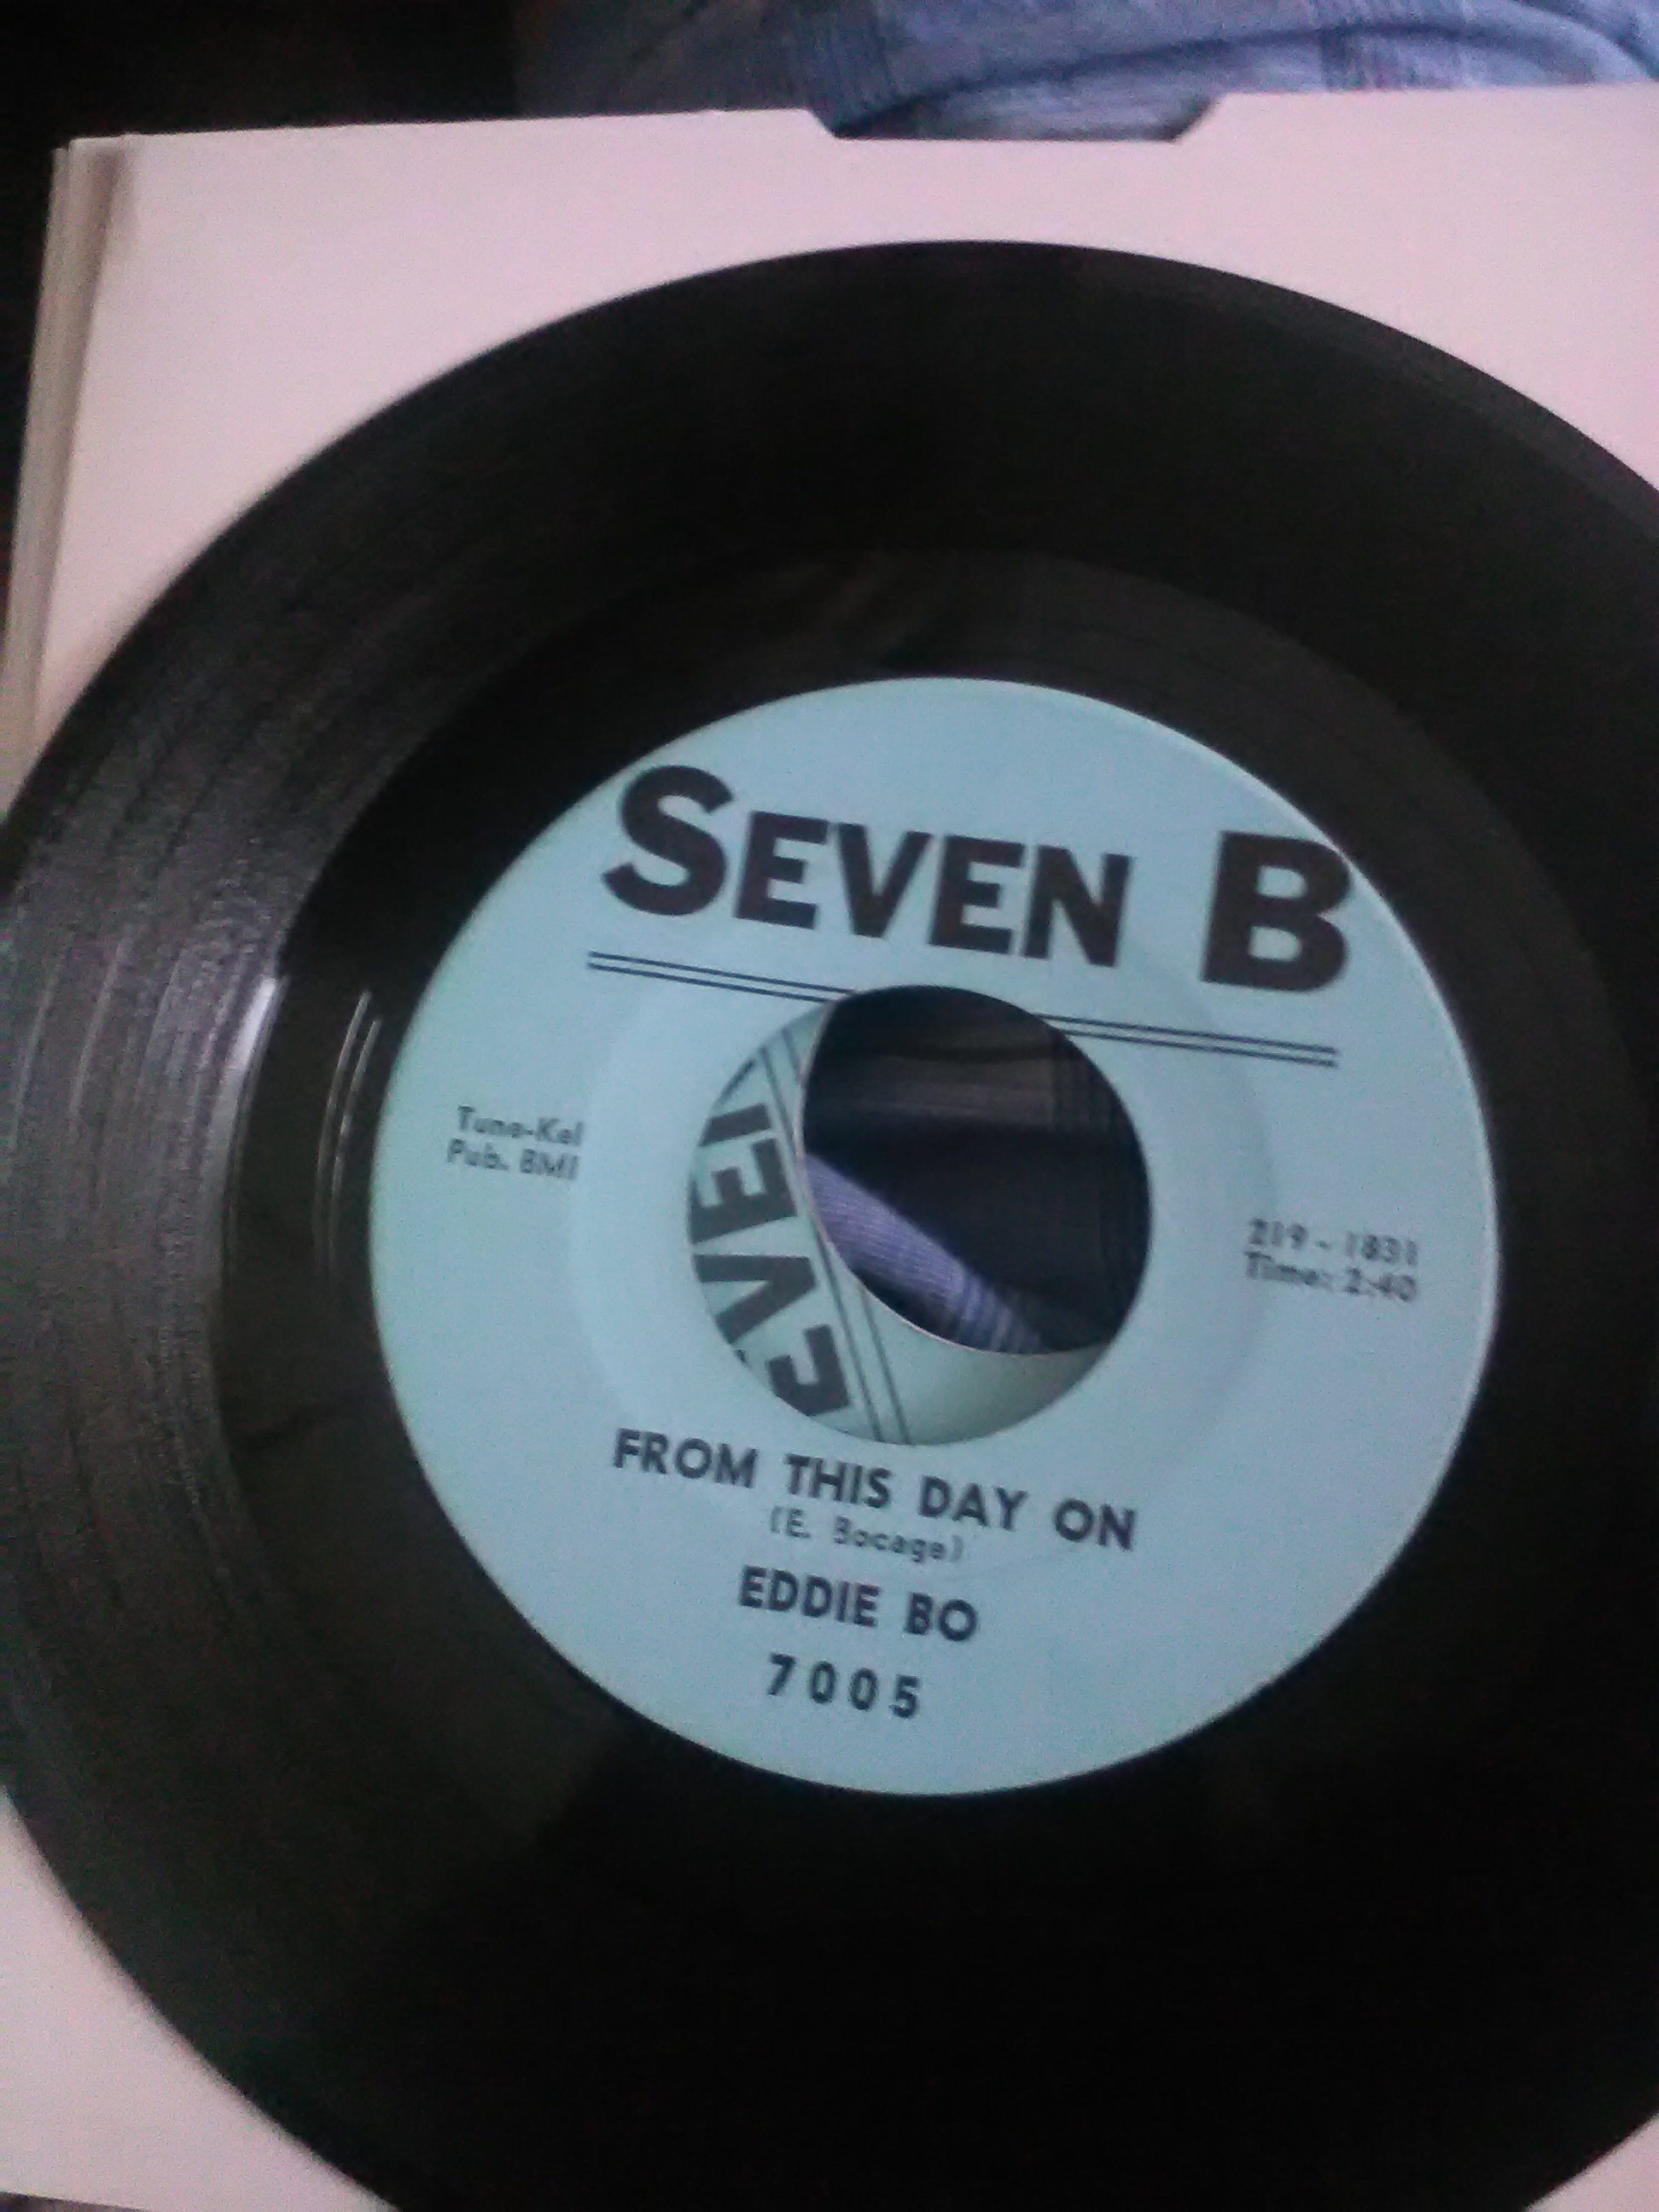 SEVEN B
Tune-Kel
Pub. BMI
219-1831
Time: 2:40
FROM THIS DAY ON
(E. Bocage)
EDDIE BO
7005